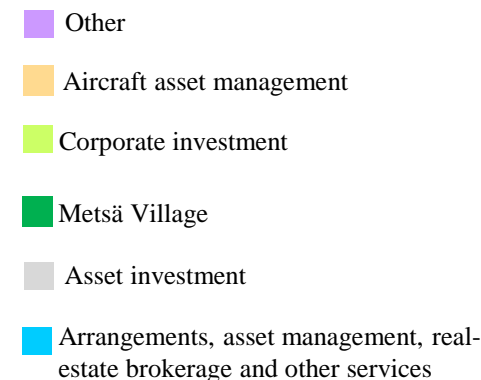 Other
Aircraft asset management
Corporate investment
Metsä Village
Asset investment
Arrangements, asset management, real-
estate brokerage and other services